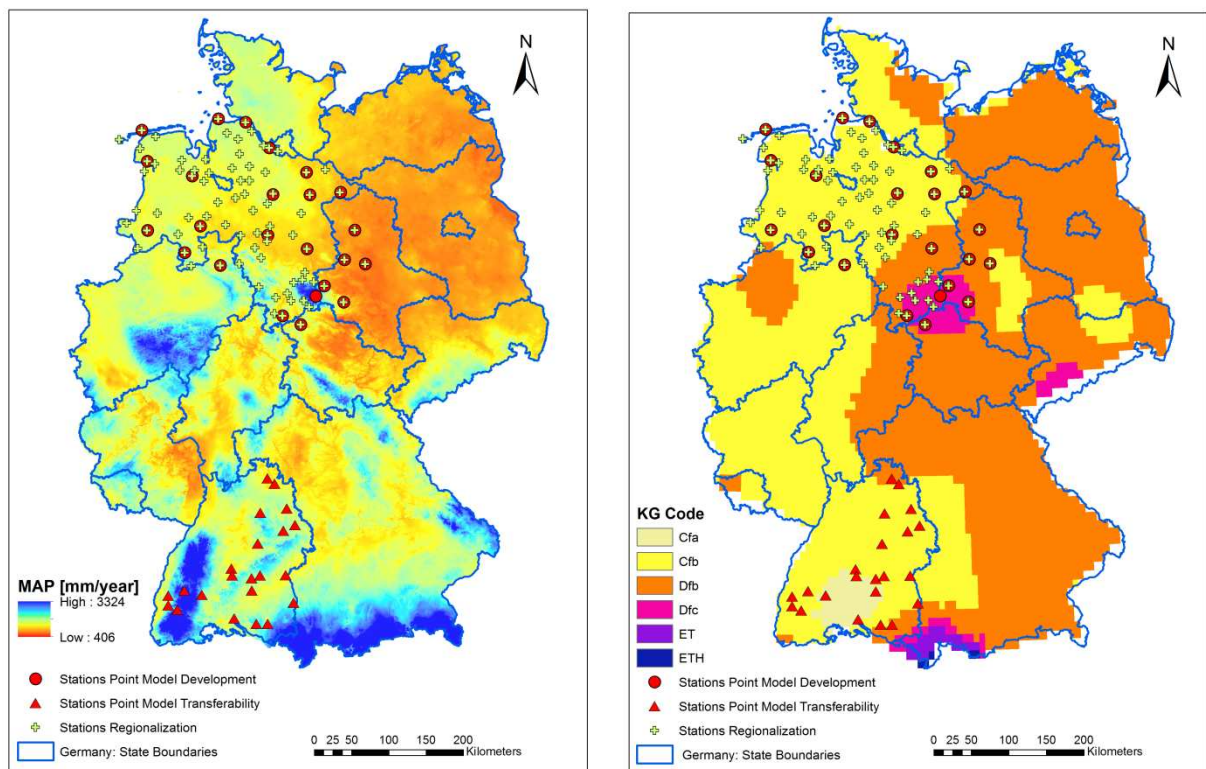 N
MAP [mm/year]
High : 3324
Low : 406
Stations Point Model Development
Stations Point Model Transferability
Stations Regionalization
Germany: State Boundaries
0 25 50 100 150 200
Kilometers
N
KG Code
Cfa
Cfb
Dfb
Dfc
ET
ETH
Stations Point Model Development
Stations Point Model Transferability
Stations Regionalization
Germany: State Boundaries
0 25 50 100 150 200
Kilometers